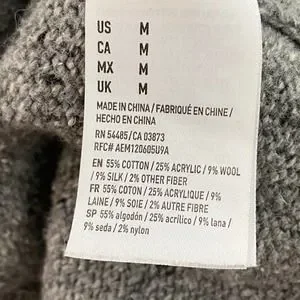 US M
CA M
MX M
UK M
MADE IN CHINA / FABRIQUÉ EN CHINE /
HECHO EN CHINA
RN 54485/CA 03873
RFC# AEM120605U9A
EN 55% COTTON / 25% ACRYLIC / 9% WOOL
/ 9% SILK / 2% OTHER FIBER
FR 55% COTON / 25% ACRYLIQUE / 9%
LAINE / 9% SOIE / 2% AUTRE FIBRE
SP 55% algodón / 25% acrílico / 9% lana /
9% seda / 2% nylon